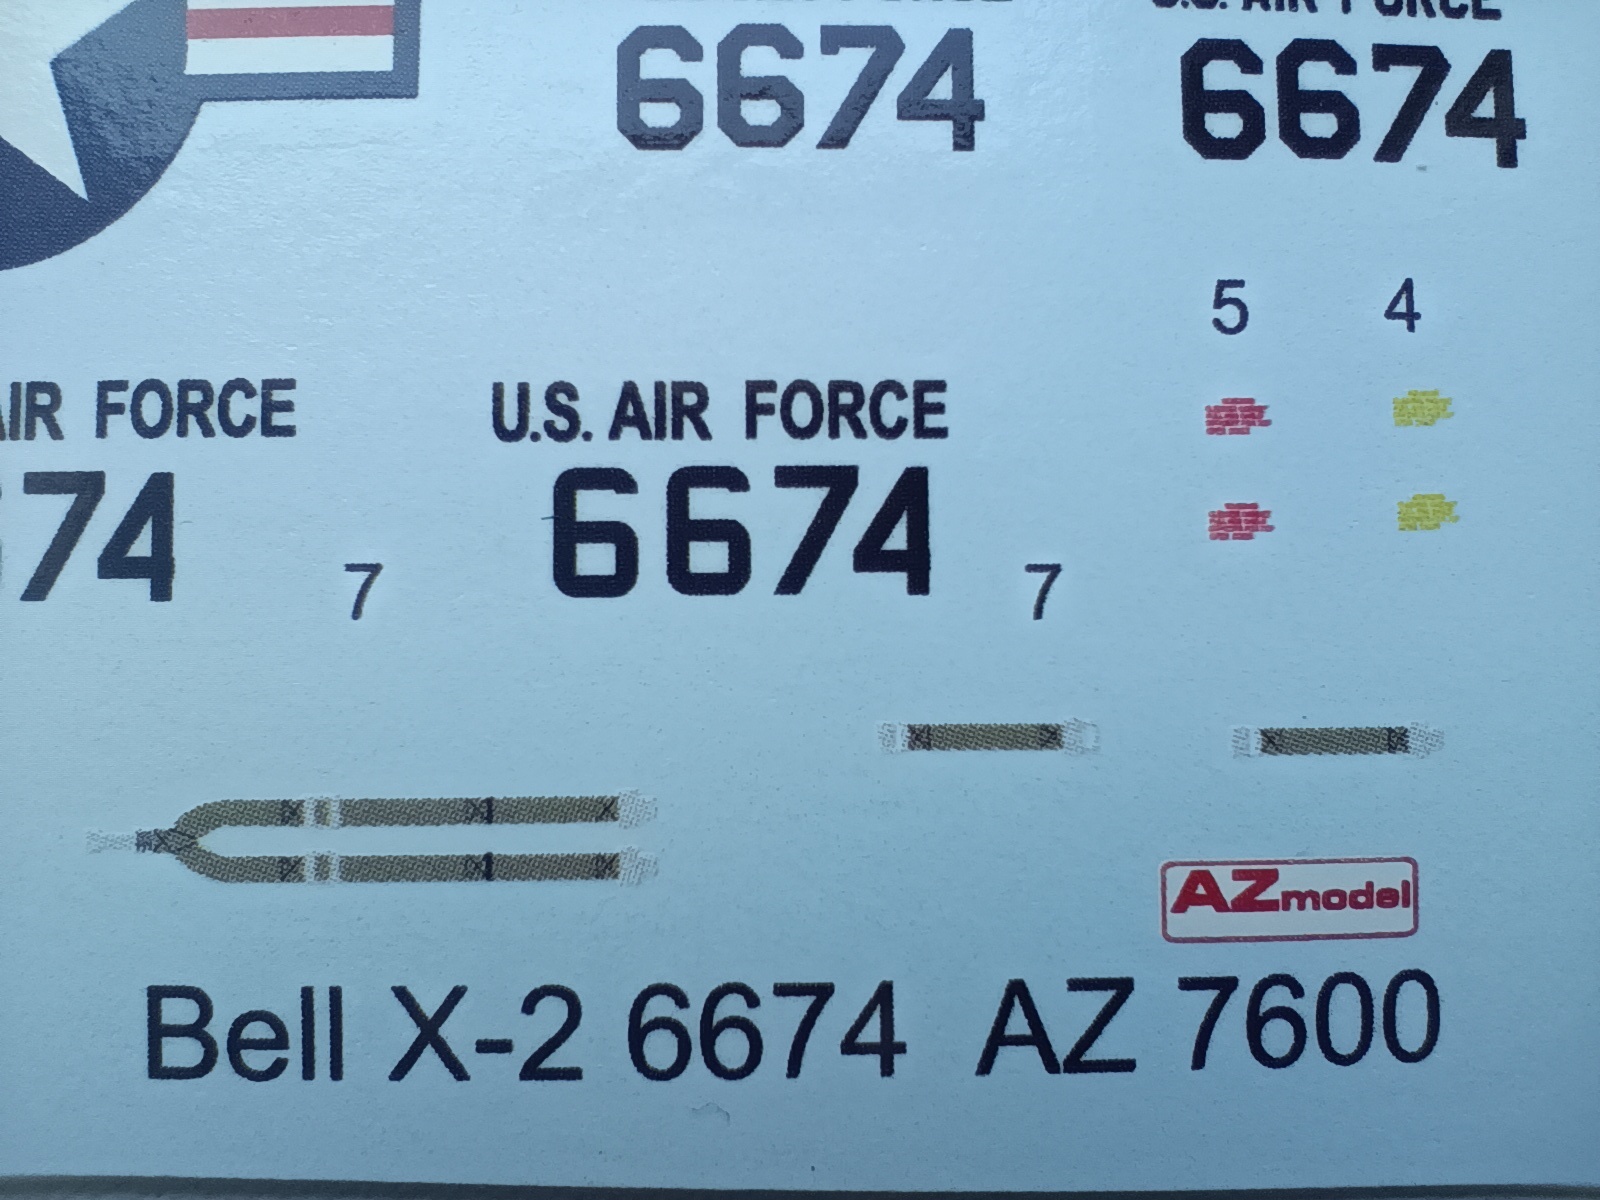 6674
U.S. AIR FORCE
6674
5 4
AIR FORCE
74
7
U.S. AIR FORCE
6674
7
AZmodel
Bell X-2 6674 AZ 7600